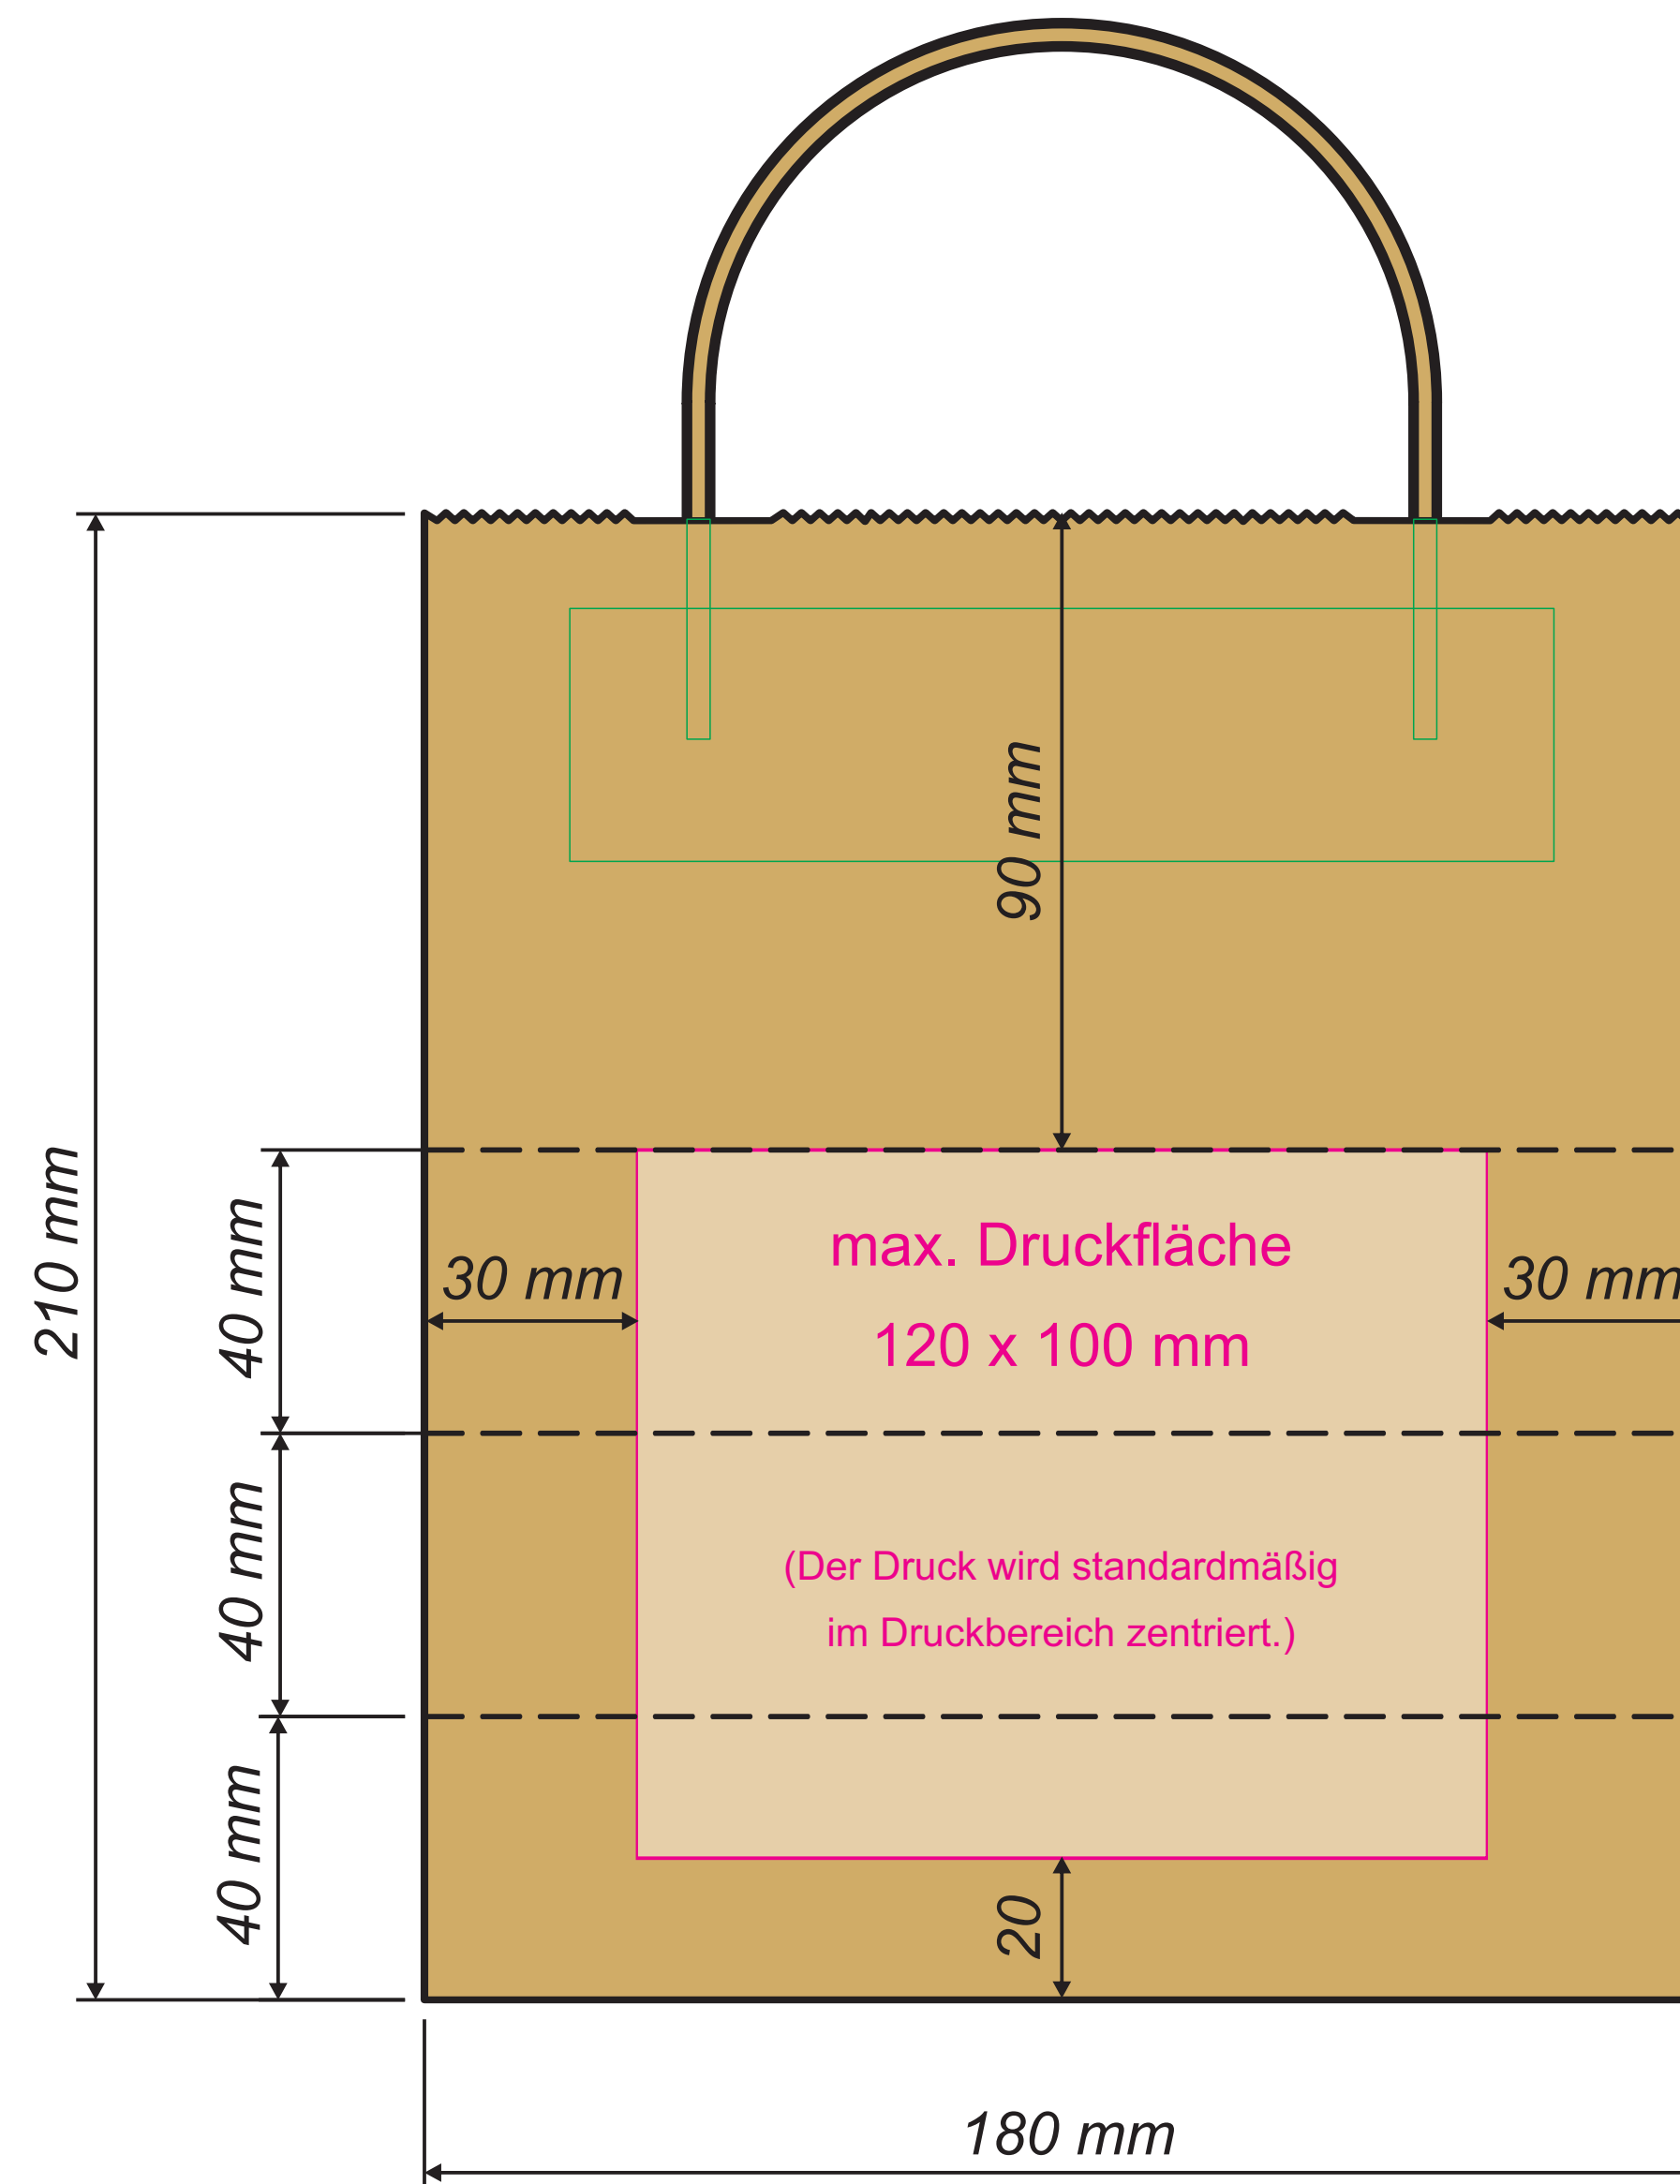 90 mm
210 mm
max. Druckfläche
40 mm
30 mm
30 mm
120 x 100 mm
40 mm
(Der Druck wird standardmäßig
im Druckbereich zentriert.)
40 mm
20
180 mm